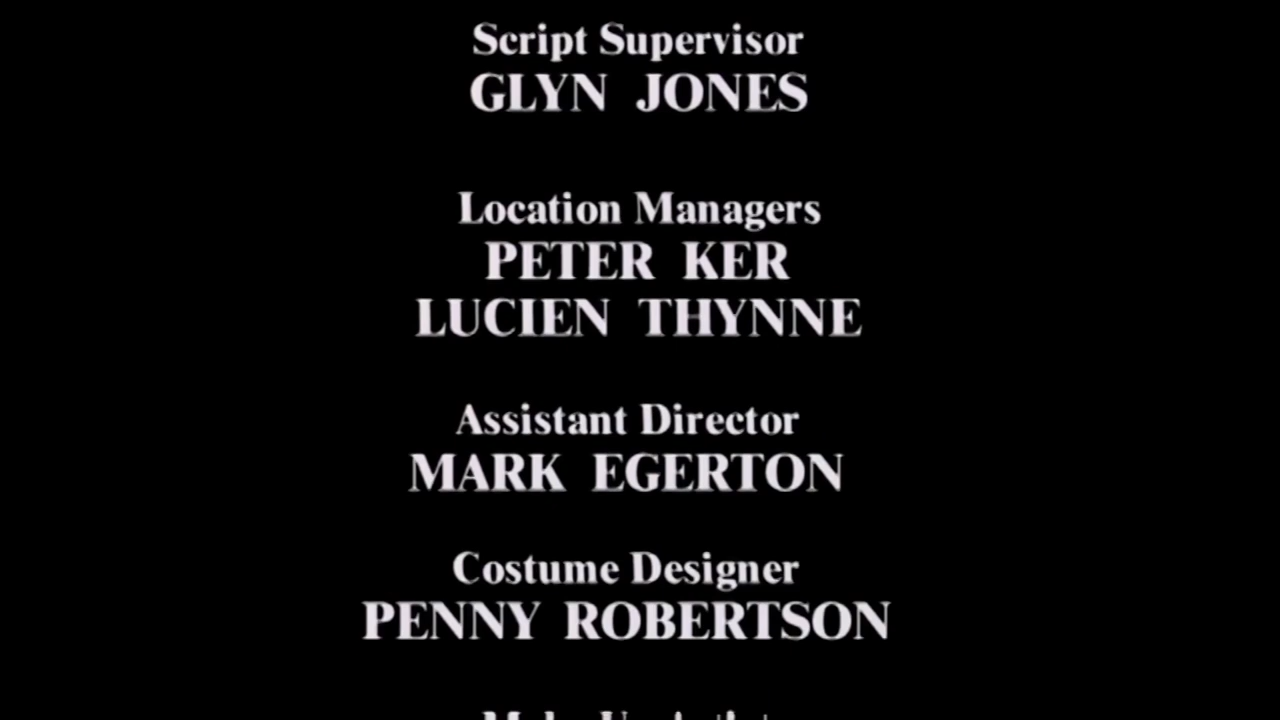 Script Supervisor
GLYN JONES
Location Managers
PETER KER
LUCIEN THYNNE
Assistant Director
MARK EGERTON
Costume Designer
PENNY ROBERTSON